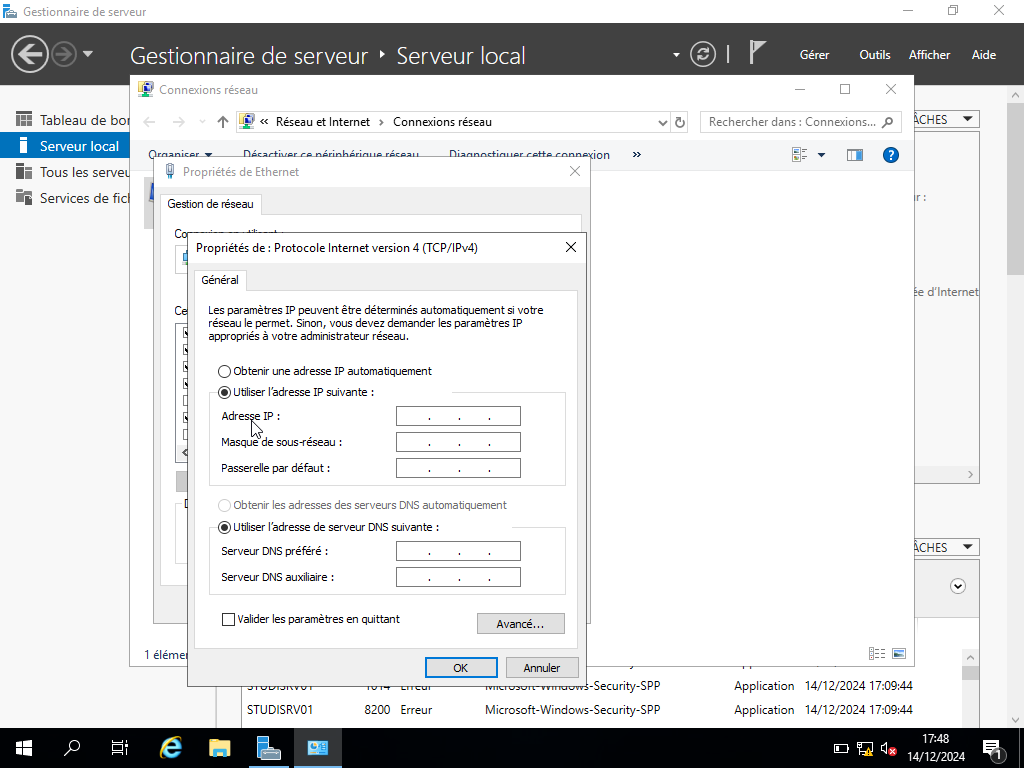 Gestionnaire de serveur
Gestionnaire de serveur ‣ Serveur local
Gérer
Outils
Afficher
Aide
Connexions réseau
« Réseau et Internet > Connexions réseau
Rechercher dans : Connexions...
Organiser
Désactiver ce périphérique réseau
Diagnostiquer cette connexion
»
Tableau de bor
Serveur local
Tous les serveu
Services de fich
ÂCHES
ur :
ée d'Internet
ÂCHES
Propriétés de Ethernet
Gestion de réseau
Connexion en utilisant :
Ce
Propriétés de : Protocole Internet version 4 (TCP/IPv4)
Général
Les paramètres IP peuvent être déterminés automatiquement si votre
réseau le permet. Sinon, vous devez demander les paramètres IP
appropriés à votre administrateur réseau.
Obtenir une adresse IP automatiquement
Utiliser l'adresse IP suivante :
Adresse IP :
. . .
Masque de sous-réseau :
. . .
Passerelle par défaut :
. . .
Obtenir les adresses des serveurs DNS automatiquement
Utiliser l'adresse de serveur DNS suivante :
Serveur DNS préféré :
. . .
Serveur DNS auxiliaire :
. . .
Valider les paramètres en quittant
Avancé...
OK
Annuler
1 élémen
STUDISRV01 1014 Erreur Microsoft-Windows-Security-SPP Application 14/12/2024 17:09:44
STUDISRV01 8200 Erreur Microsoft-Windows-Security-SPP Application 14/12/2024 17:09:44
17:48
14/12/2024
1